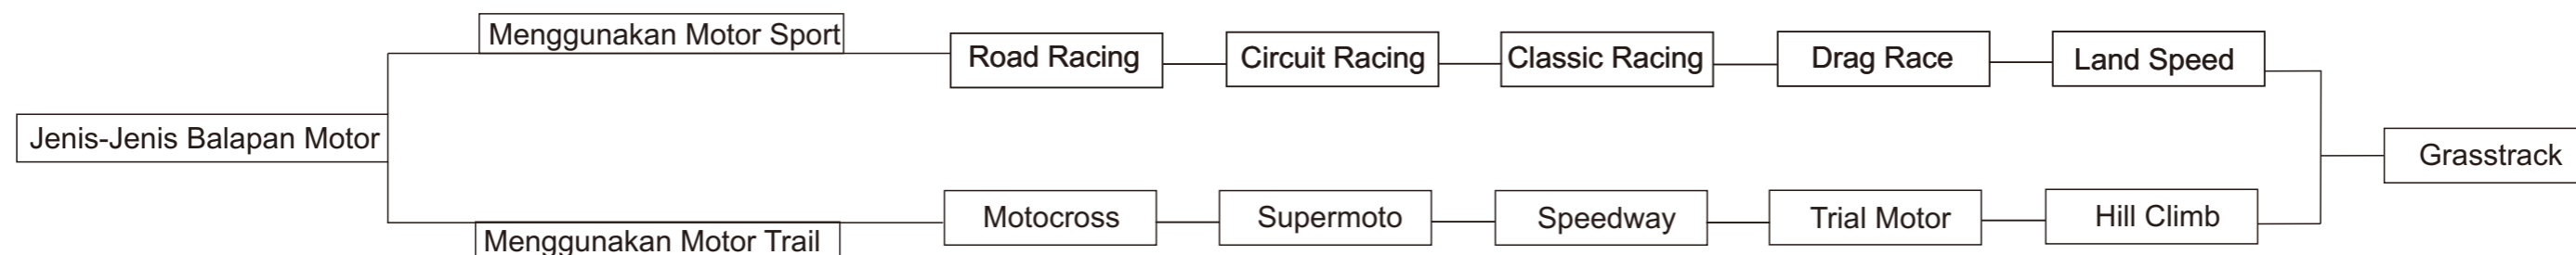 Menggunakan Motor Sport
Road Racing
Circuit Racing
Classic Racing
Drag Race
Land Speed
Jenis-Jenis Balapan Motor
Grasstrack
Motocross
Supermoto
Speedway
Trial Motor
Hill Climb
Menggunakan Motor Trail